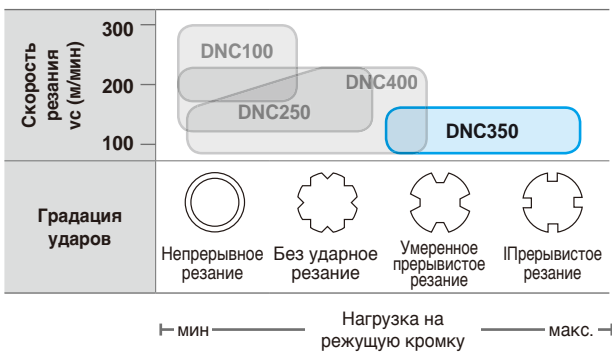 Скорость
резания
vc (м/мин)
300
200
100
DNC100
DNC400
DNC250
DNC350
Градация
ударов
Непрерывное
резание
Без ударное
резание
Умеренное
прерывистое
резание
IПрерывистое
резание
мин
Нагрузка на
режущую кромку
макс.